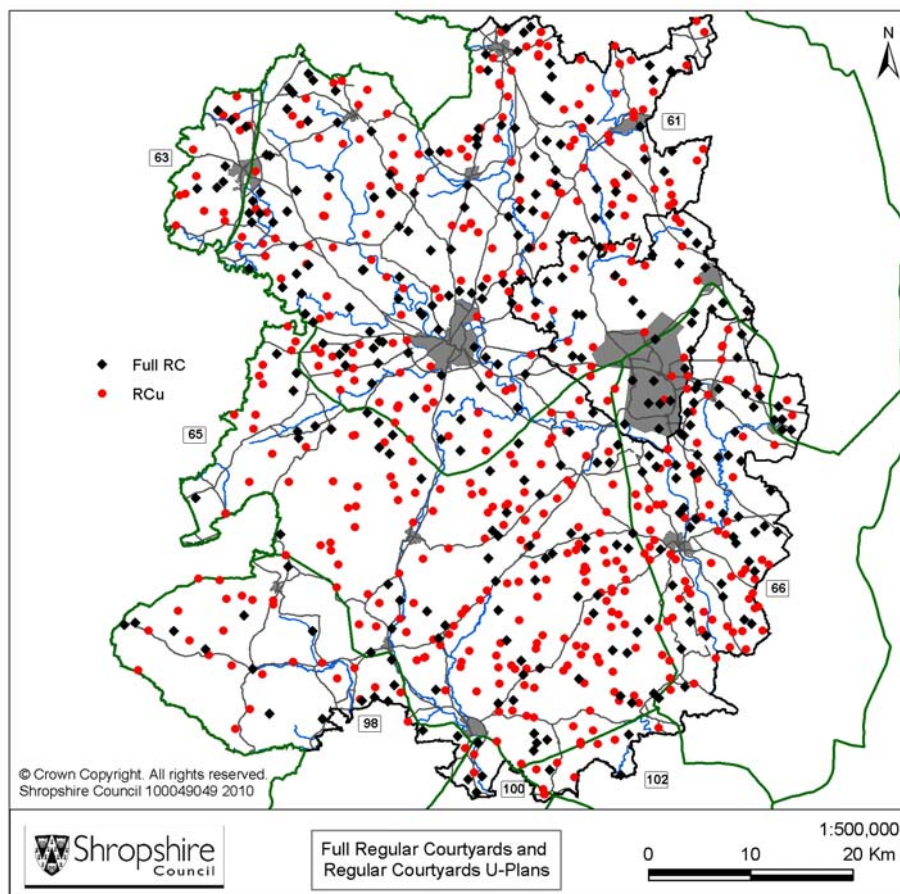 N
61
63
Full RC
RCu
65
66
98
102
100
© Crown Copyright. All rights reserved.
Shropshire Council 100049049 2010
Shropshire
Council
Full Regular Courtyards and
Regular Courtyards U-Plans
1:500,000
0 10 20 Km